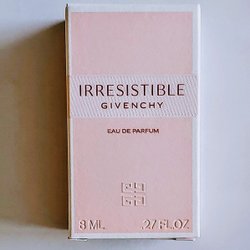 IRRESISTIBLE
GIVENCHY
EAU DE PARFUM
8 ML .27 FL.OZ